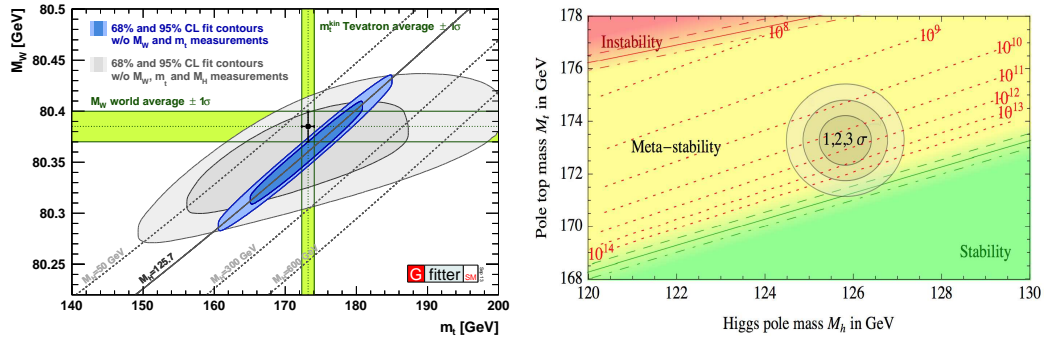 M_W [GeV]
80.5
80.45
80.4
80.35
80.3
80.25
68% and 95% CL fit contours
w/o M_W and m_t measurements
68% and 95% CL fit contours
w/o M_W, m_t and M_H measurements
m_t^kin Tevatron average ± 1σ
M_W world average ± 1σ
M_H=50 GeV
M_H=125.7
M_H=300 GeV
M_H=600 GeV
G fitter SM
140 150 160 170 180 190 200
m_t [GeV]
Pole top mass M_t in GeV
178
176
174
172
170
168
Instability
Meta-stability
Stability
1,2,3 σ
10^8
10^9
10^10
10^11
10^12
10^13
10^14
120 122 124 126 128 130
Higgs pole mass M_h in GeV